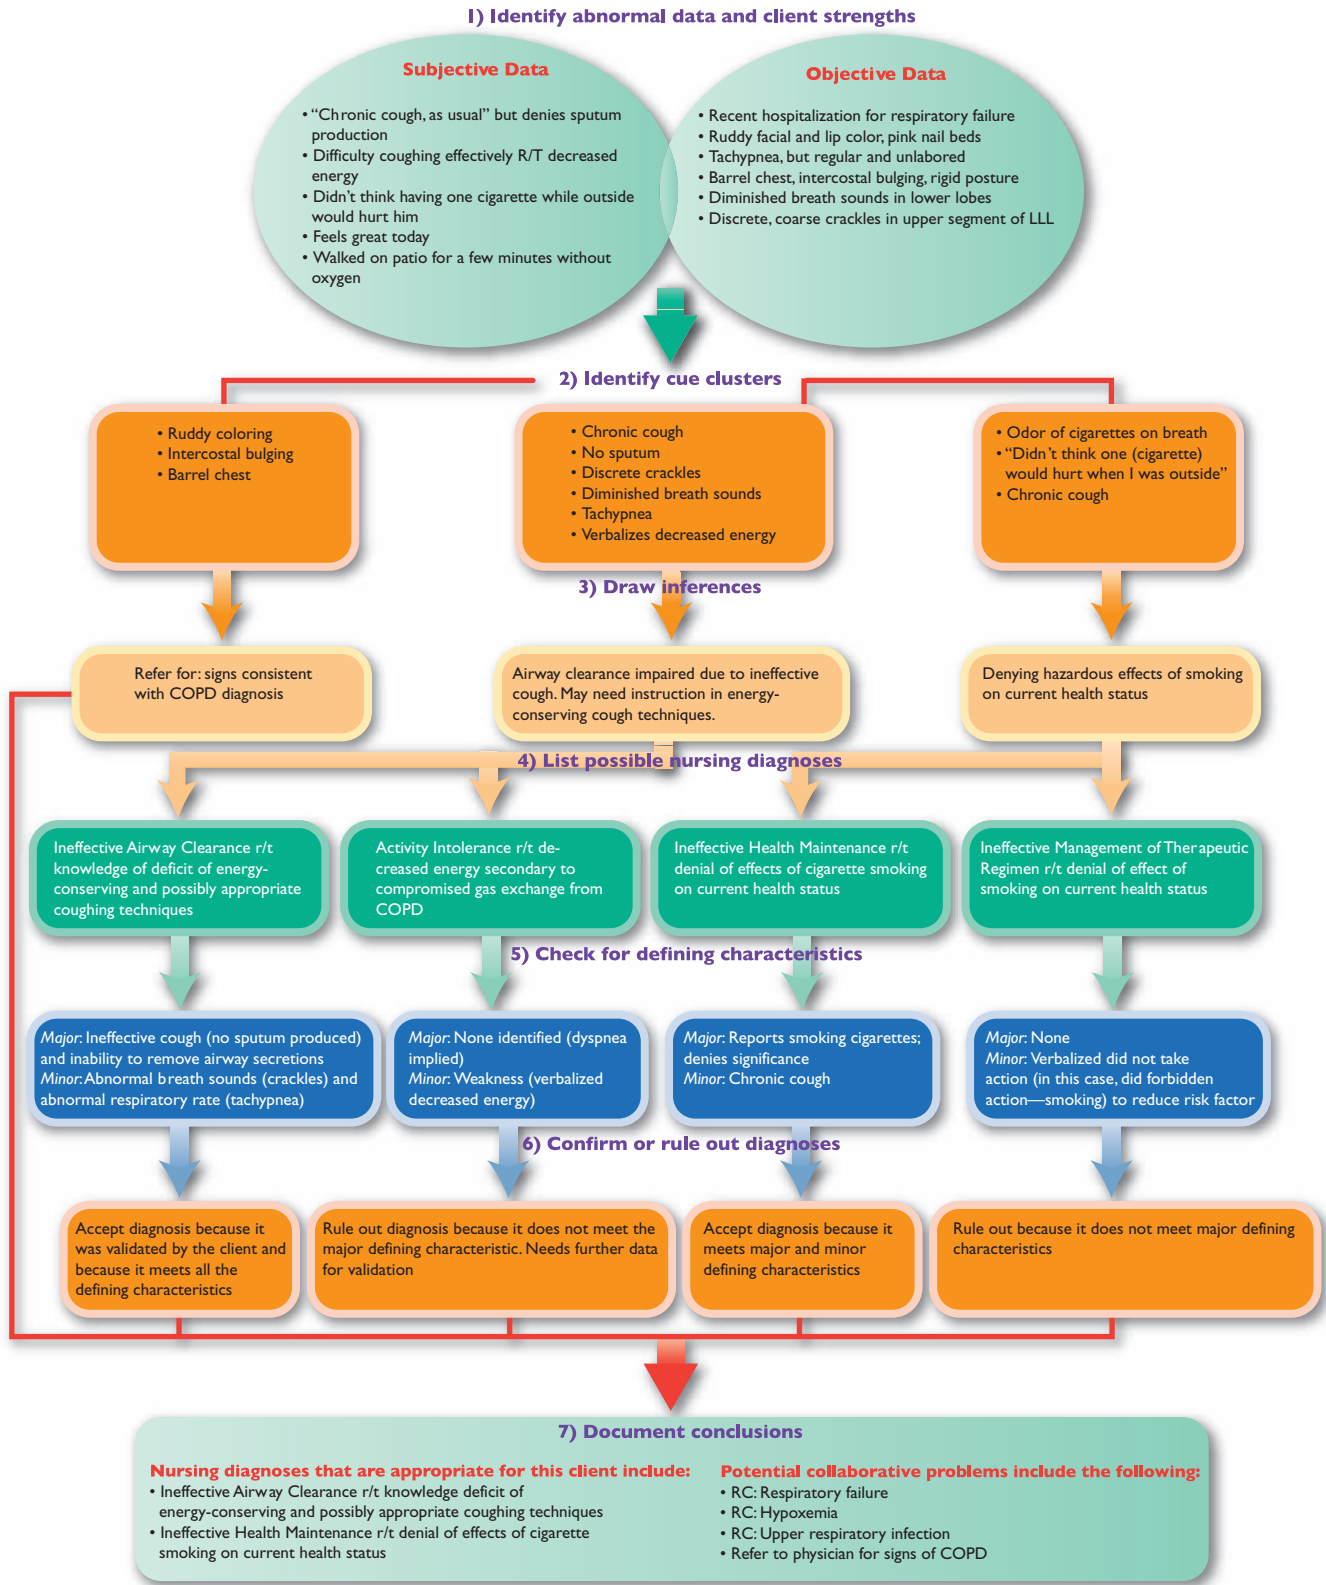 1) Identify abnormal data and client strengths
Subjective Data
• “Chronic cough, as usual” but denies sputum
production
• Difficulty coughing effectively R/T decreased
energy
• Didn’t think having one cigarette while outside
would hurt him
• Feels great today
• Walked on patio for a few minutes without
oxygen
Objective Data
• Recent hospitalization for respiratory failure
• Ruddy facial and lip color, pink nail beds
• Tachypnea, but regular and unlabored
• Barrel chest, intercostal bulging, rigid posture
• Diminished breath sounds in lower lobes
• Discrete, coarse crackles in upper segment of LLL
2) Identify cue clusters
• Ruddy coloring
• Intercostal bulging
• Barrel chest
• Chronic cough
• No sputum
• Discrete crackles
• Diminished breath sounds
• Tachypnea
• Verbalizes decreased energy
• Odor of cigarettes on breath
• “Didn’t think one (cigarette)
would hurt when I was outside”
• Chronic cough
3) Draw inferences
Refer for: signs consistent
with COPD diagnosis
Airway clearance impaired due to ineffective
cough. May need instruction in energy-
conserving cough techniques.
Denying hazardous effects of smoking
on current health status
4) List possible nursing diagnoses
Ineffective Airway Clearance r/t
knowledge of deficit of energy-
conserving and possibly appropriate
coughing techniques
Activity Intolerance r/t de-
creased energy secondary to
compromised gas exchange from
COPD
Ineffective Health Maintenance r/t
denial of effects of cigarette smoking
on current health status
Ineffective Management of Therapeutic
Regimen r/t denial of effect of
smoking on current health status
5) Check for defining characteristics
Major: Ineffective cough (no sputum produced)
and inability to remove airway secretions
Minor: Abnormal breath sounds (crackles) and
abnormal respiratory rate (tachypnea)
Major: None identified (dyspnea
implied)
Minor: Weakness (verbalized
decreased energy)
Major: Reports smoking cigarettes;
denies significance
Minor: Chronic cough
Major: None
Minor: Verbalized did not take
action (in this case, did forbidden
action—smoking) to reduce risk factor
6) Confirm or rule out diagnoses
Accept diagnosis because it
was validated by the client and
because it meets all the
defining characteristics
Rule out diagnosis because it does not meet the
major defining characteristic. Needs further data
for validation
Accept diagnosis because it
meets major and minor
defining characteristics
Rule out because it does not meet major defining
characteristics
7) Document conclusions
Nursing diagnoses that are appropriate for this client include:
• Ineffective Airway Clearance r/t knowledge deficit of
energy-conserving and possibly appropriate coughing techniques
• Ineffective Health Maintenance r/t denial of effects of cigarette
smoking on current health status
Potential collaborative problems include the following:
• RC: Respiratory failure
• RC: Hypoxemia
• RC: Upper respiratory infection
• Refer to physician for signs of COPD